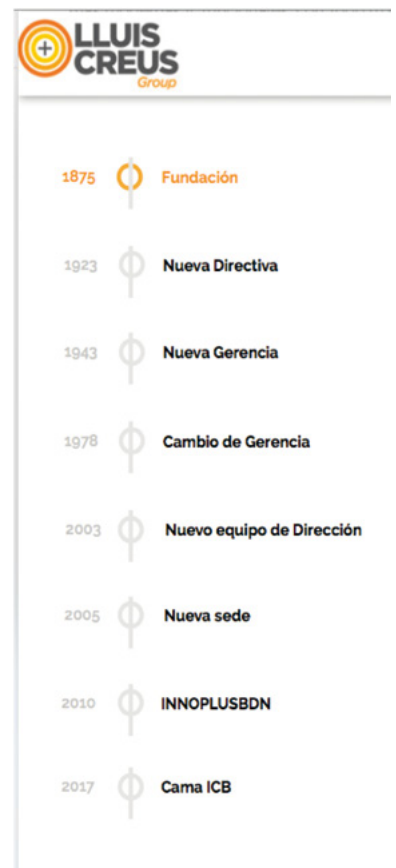 LLUIS
CREUS
Group
1875 Fundación
1923 Nueva Directiva
1943 Nueva Gerencia
1978 Cambio de Gerencia
2003 Nuevo equipo de Dirección
2005 Nueva sede
2010 INNOPLUSBDN
2017 Cama ICB